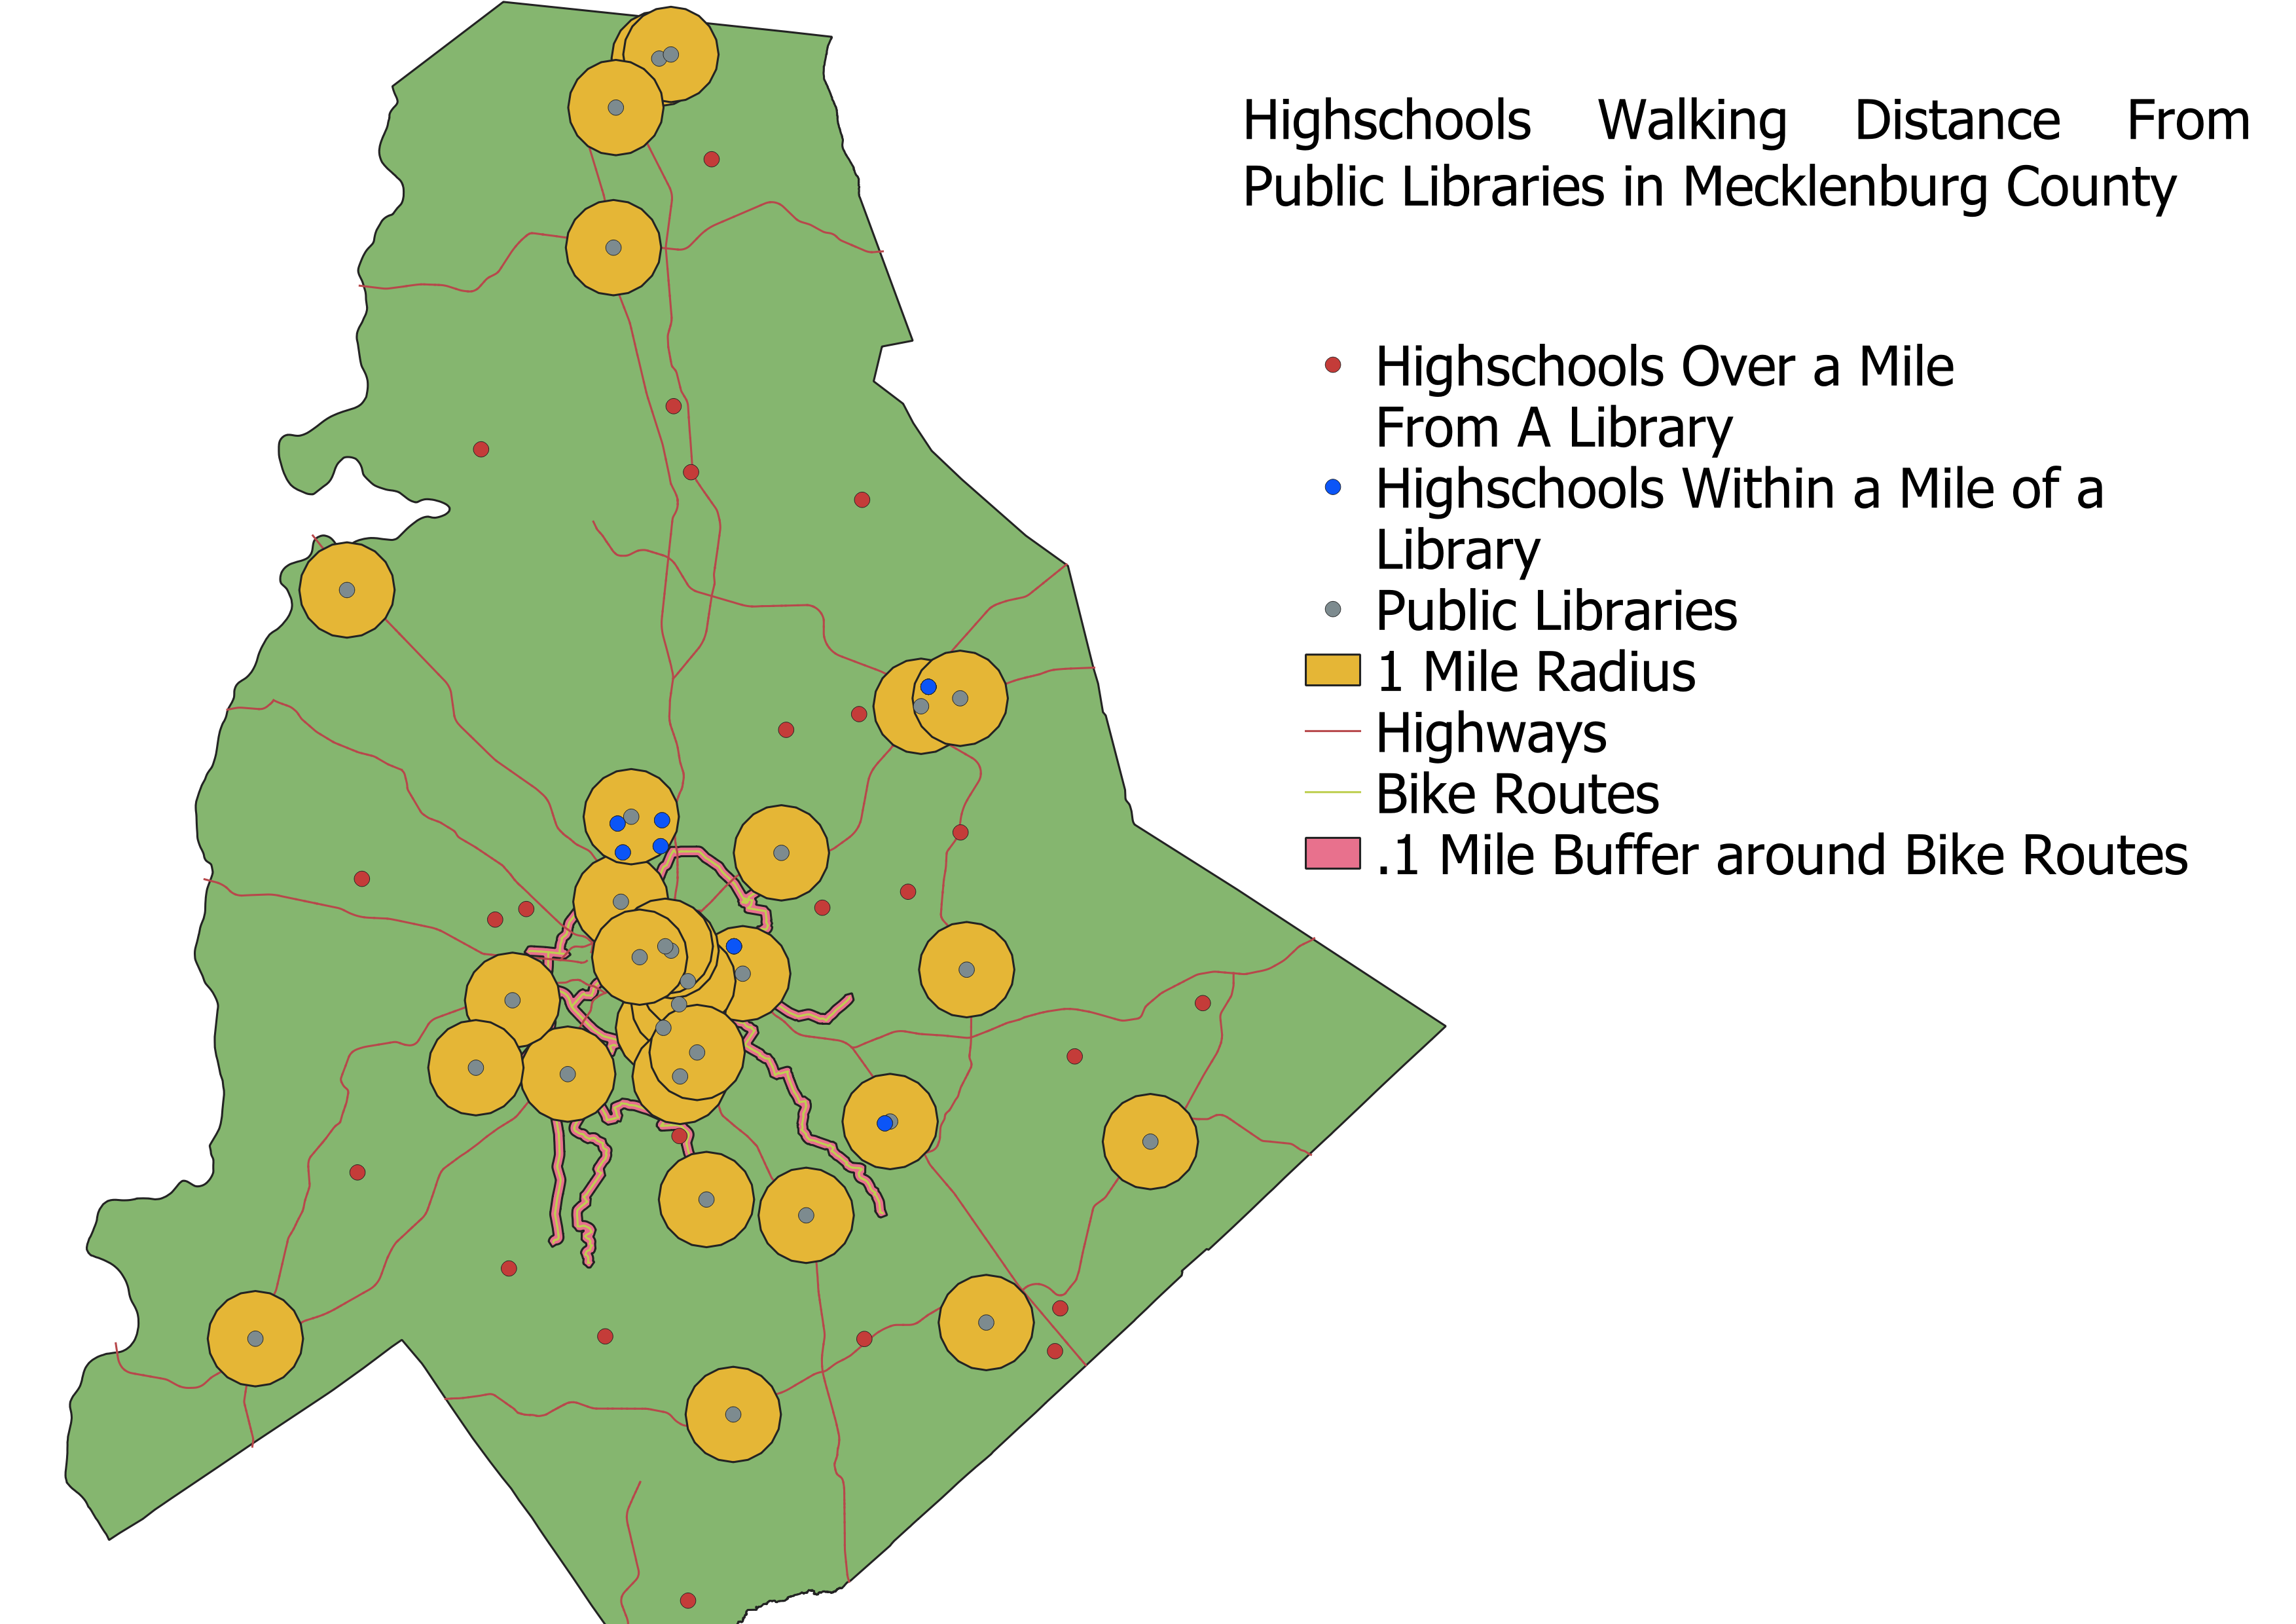 Highschools Walking Distance From
Public Libraries in Mecklenburg County
Highschools Over a Mile
From A Library
Highschools Within a Mile of a
Library
Public Libraries
1 Mile Radius
Highways
Bike Routes
.1 Mile Buffer around Bike Routes